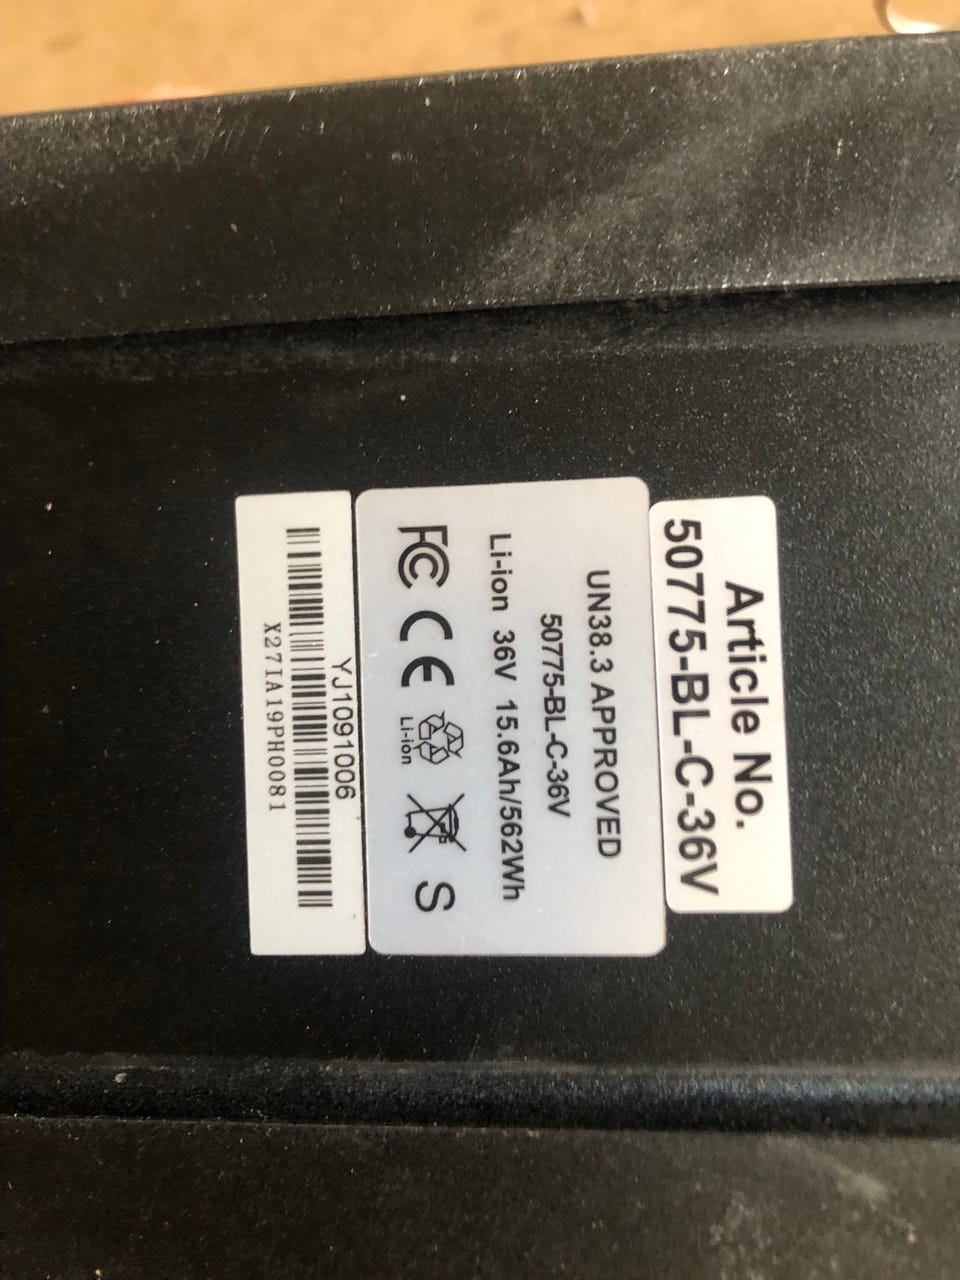 Article No.
50775-BL-C-36V
UN38.3 APPROVED
50775-BL-C-36V
Li-ion 36V 15.6Ah/562Wh
FC CE Li-ion S
YJ1091006
X27IA19PH0081